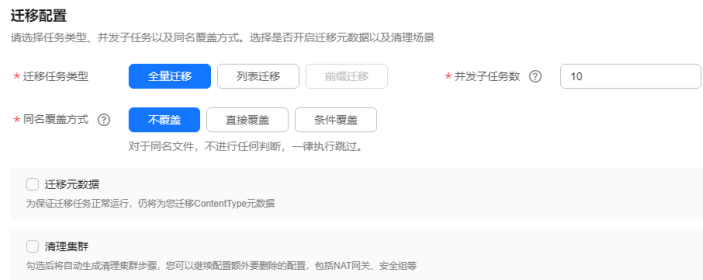 迁移配置
请选择任务类型、并发子任务以及同名覆盖方式。选择是否开启迁移元数据以及清理场景
* 迁移任务类型 全量迁移 列表迁移 前缀迁移 * 并发子任务数 ? 10
* 同名覆盖方式 ? 不覆盖 直接覆盖 条件覆盖
对于同名文件，不进行任何判断，一律执行跳过。
迁移元数据
为保证迁移任务正常运行，仍将为您迁移ContentType元数据
清理集群
勾选后将自动生成清理集群步骤，您可以继续配置额外要删除的配置，包括NAT网关、安全组等